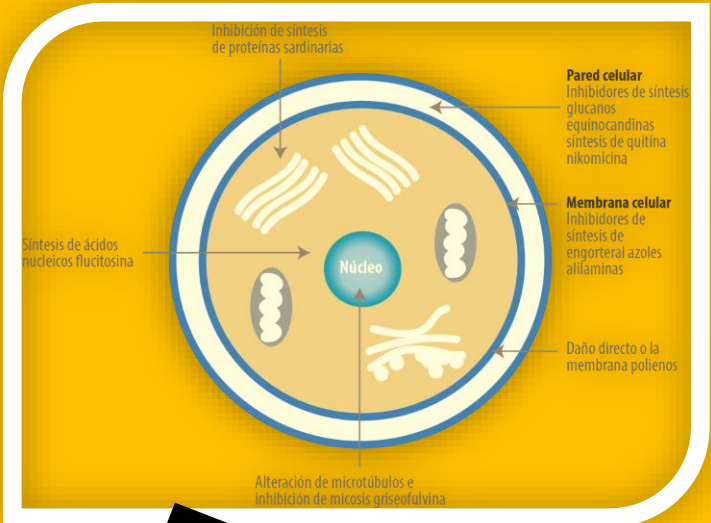 Inhibición de síntesis
de proteínas sardinarias
Pared celular
Inhibidores de síntesis
glucanos
equinocandinas
síntesis de quitína
nikomicina
Membrana celular
Inhibidores de
síntesis de
engorteral azoles
alilaminas
Síntesis de ácidos
nucleicos flucitosina
Núcleo
Daño directo o la
membrana polienos
Alteración de microtúbulos e
inhibición de micosis griseofulvina